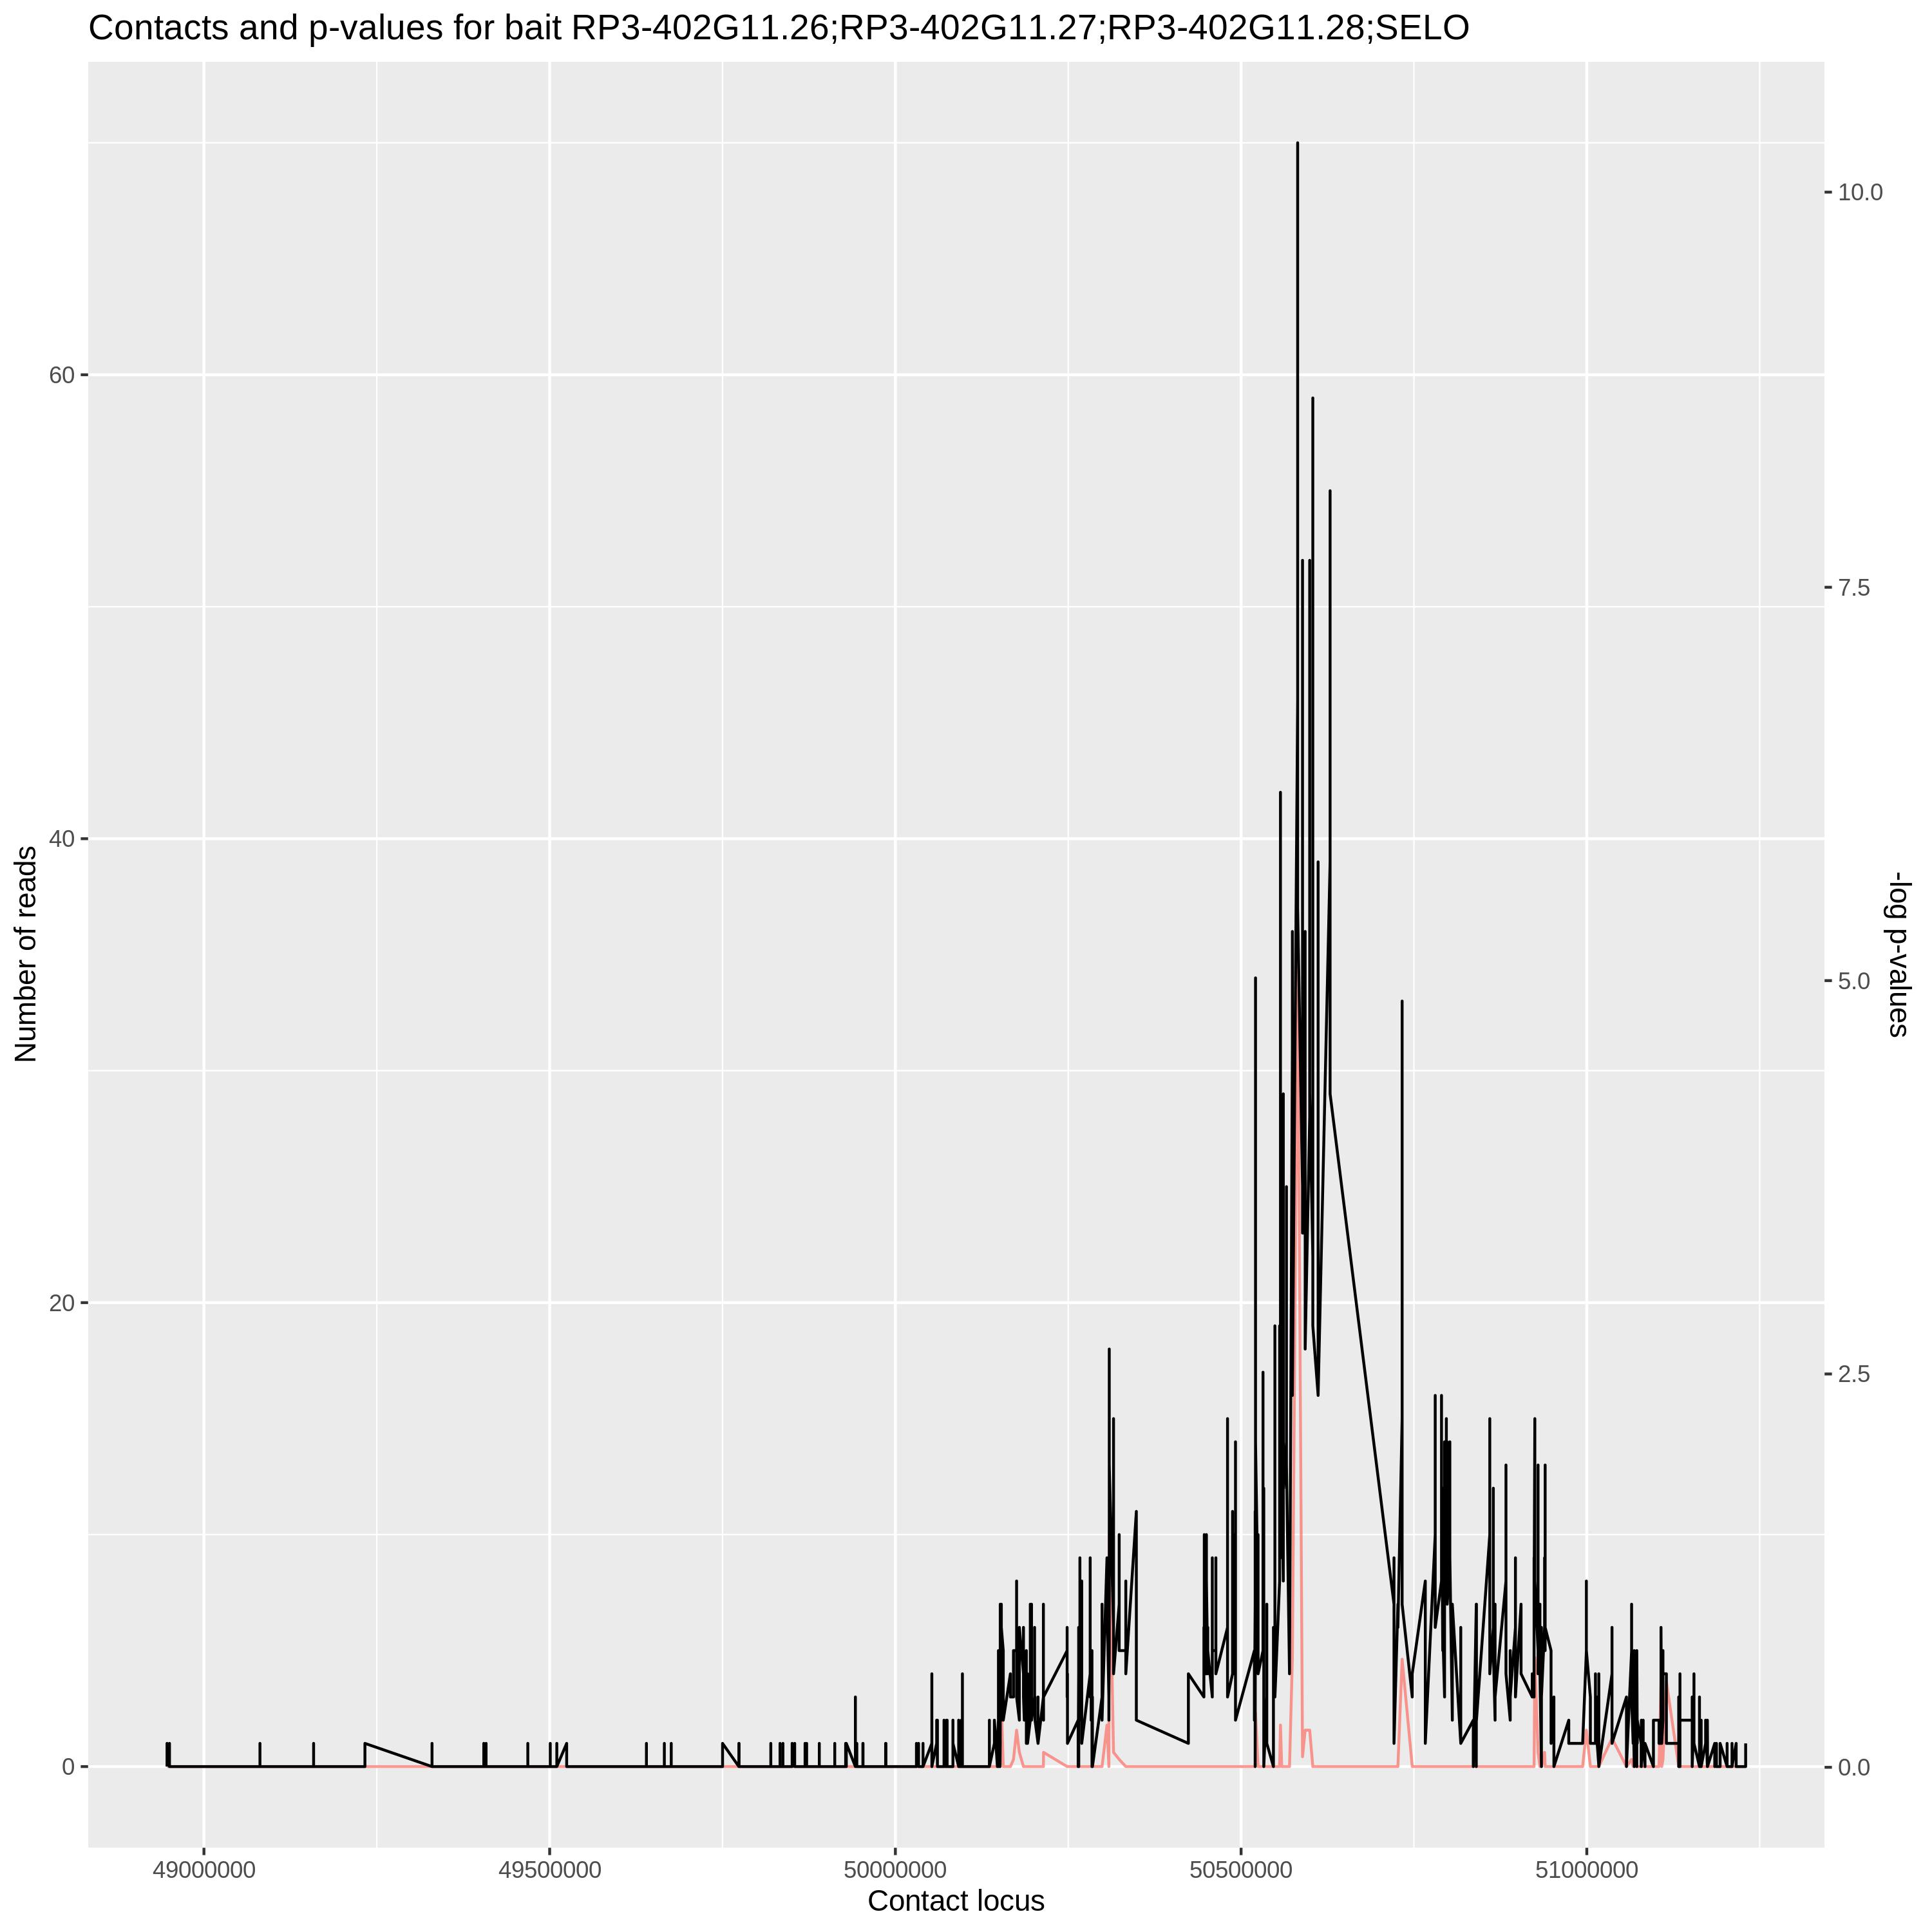 Contacts and p-values for bait RP3-402G11.26;RP3-402G11.27;RP3-402G11.28;SELO
60
40
20
0
Number of reads
10.0
7.5
5.0
2.5
0.0
-log p-values
49000000 49500000 50000000 50500000 51000000
Contact locus